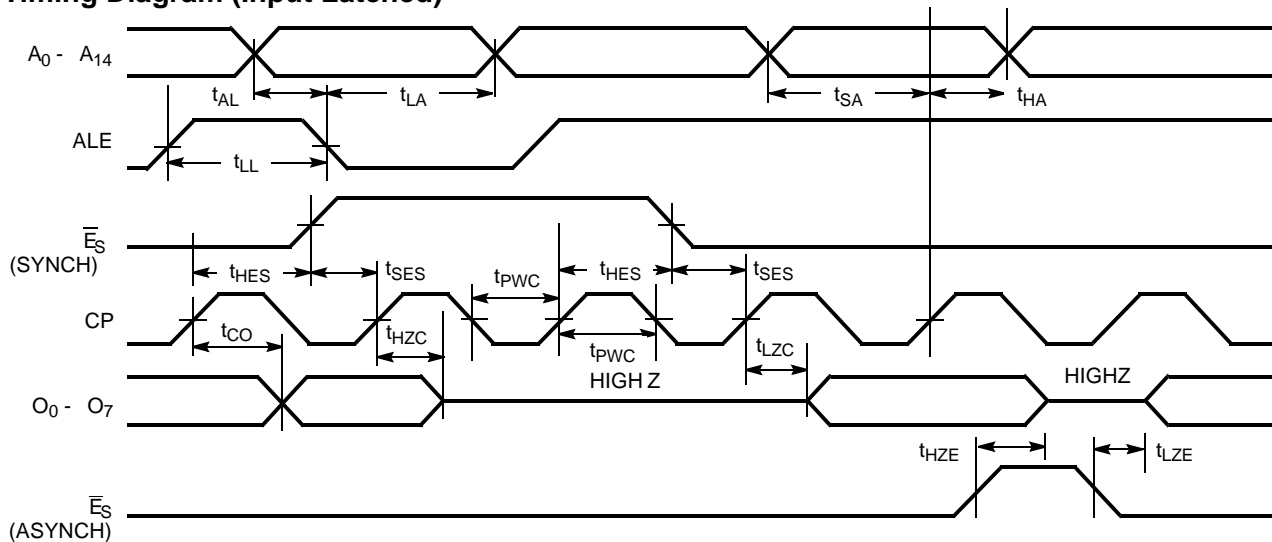 Timing Diagram (Input Latched)
A0 - A14
tAL
tLA
tSA
tHA
ALE
tLL
ES
(SYNCH)
tHES
tSES
tPWC
tHES
tSES
CP
tCO
tHZC
tPWC
tLZC
HIGH Z
HIGHZ
O0 - O7
tHZE
tLZE
ES
(ASYNCH)